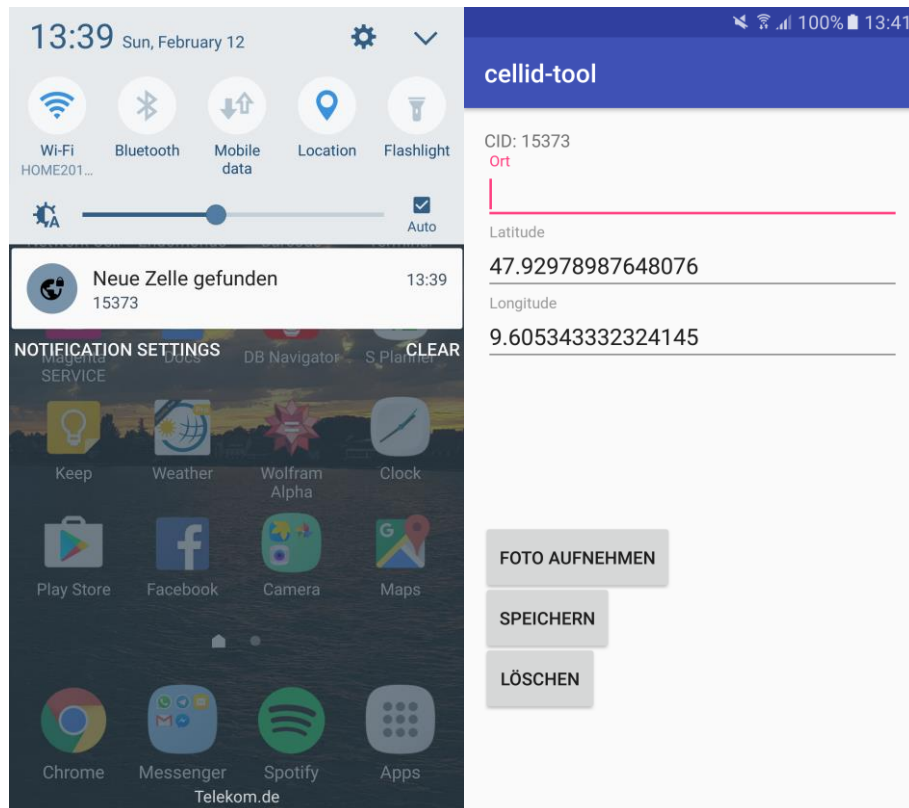 13:39 Sun, February 12
Wi-Fi
HOME201...
Bluetooth
Mobile
data
Location
Flashlight
A
Auto
Neue Zelle gefunden
13:39
15373
NOTIFICATION SETTINGS
CLEAR
Magenta
SERVICE
Docs
DB Navigator
S Planner
Keep
Weather
Wolfram
Alpha
Clock
G
Play Store
Facebook
Camera
Maps
Chrome
Messenger
Spotify
Apps
Telekom.de
100% 13:41
cellid-tool
CID: 15373
Ort
Latitude
47.92978987648076
Longitude
9.605343332324145
FOTO AUFNEHMEN
SPEICHERN
LÖSCHEN